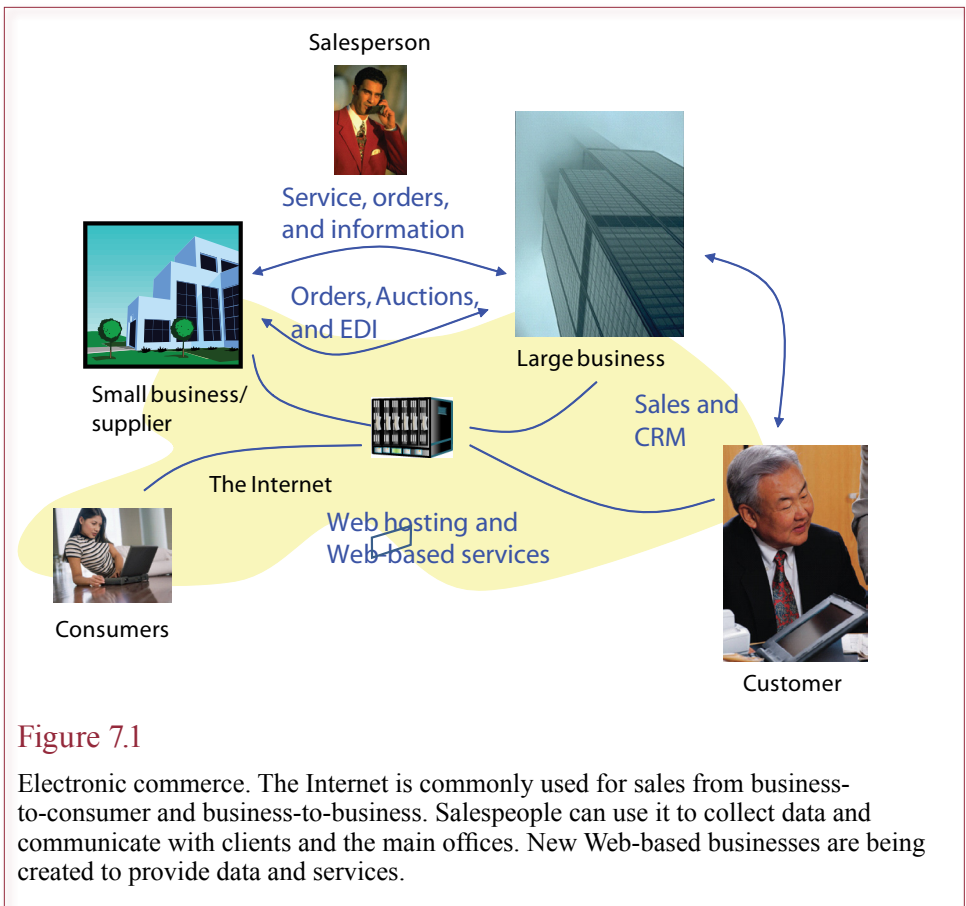 Salesperson
Service, orders,
and information
Orders, Auctions,
and EDI
Large business
Small business/
supplier
Sales and
CRM
The Internet
Web hosting and
Web-based services
Consumers
Customer
Figure 7.1
Electronic commerce. The Internet is commonly used for sales from business-
to-consumer and business-to-business. Salespeople can use it to collect data and
communicate with clients and the main offices. New Web-based businesses are being
created to provide data and services.